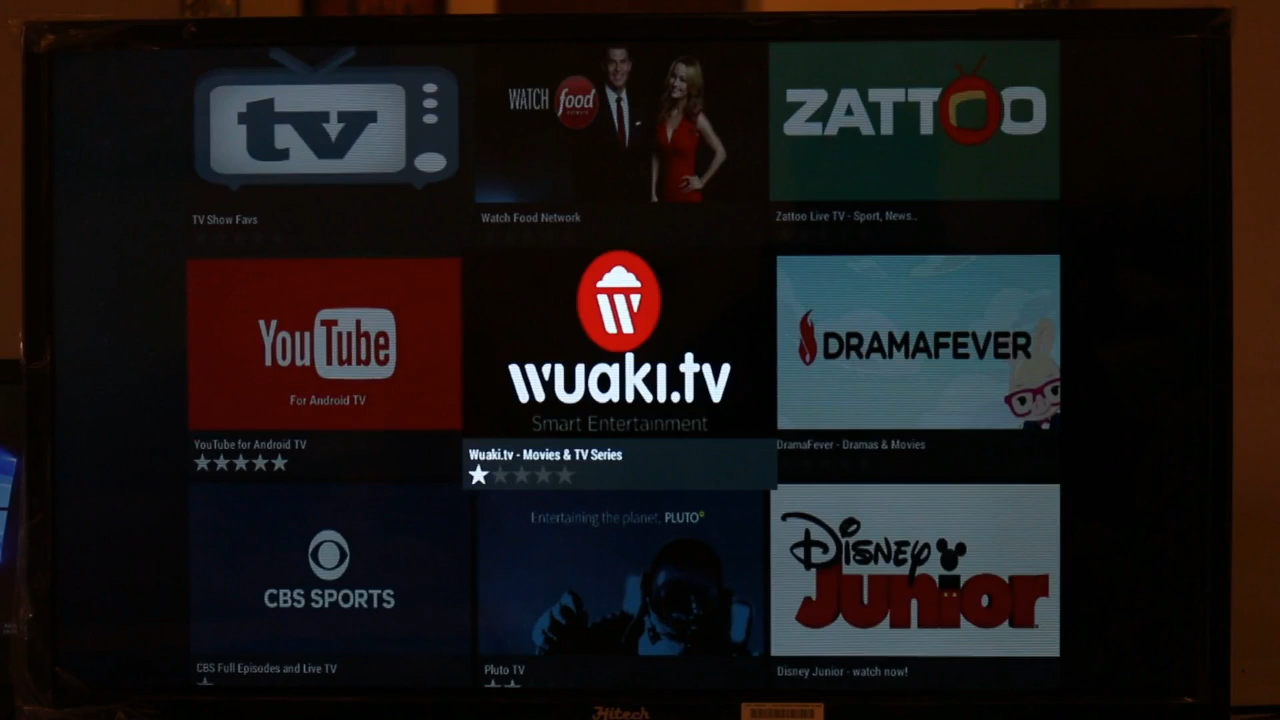 tv
WATCH food
ZATTOO
TV Show Favs
Watch Food Network
Zattoo Live TV - Sport, News..
YouTube
For Android TV
W
wuaki.tv
Smart Entertainment
DRAMAFEVER
YouTube for Android TV
Wuaki.tv - Movies & TV Series
DramaFever - Dramas & Movies
CBS SPORTS
Entertaining the planet, PLUTO
Disney
Junior
CBS Full Episodes and Live TV
Pluto TV
Disney Junior - watch now!
Hitech